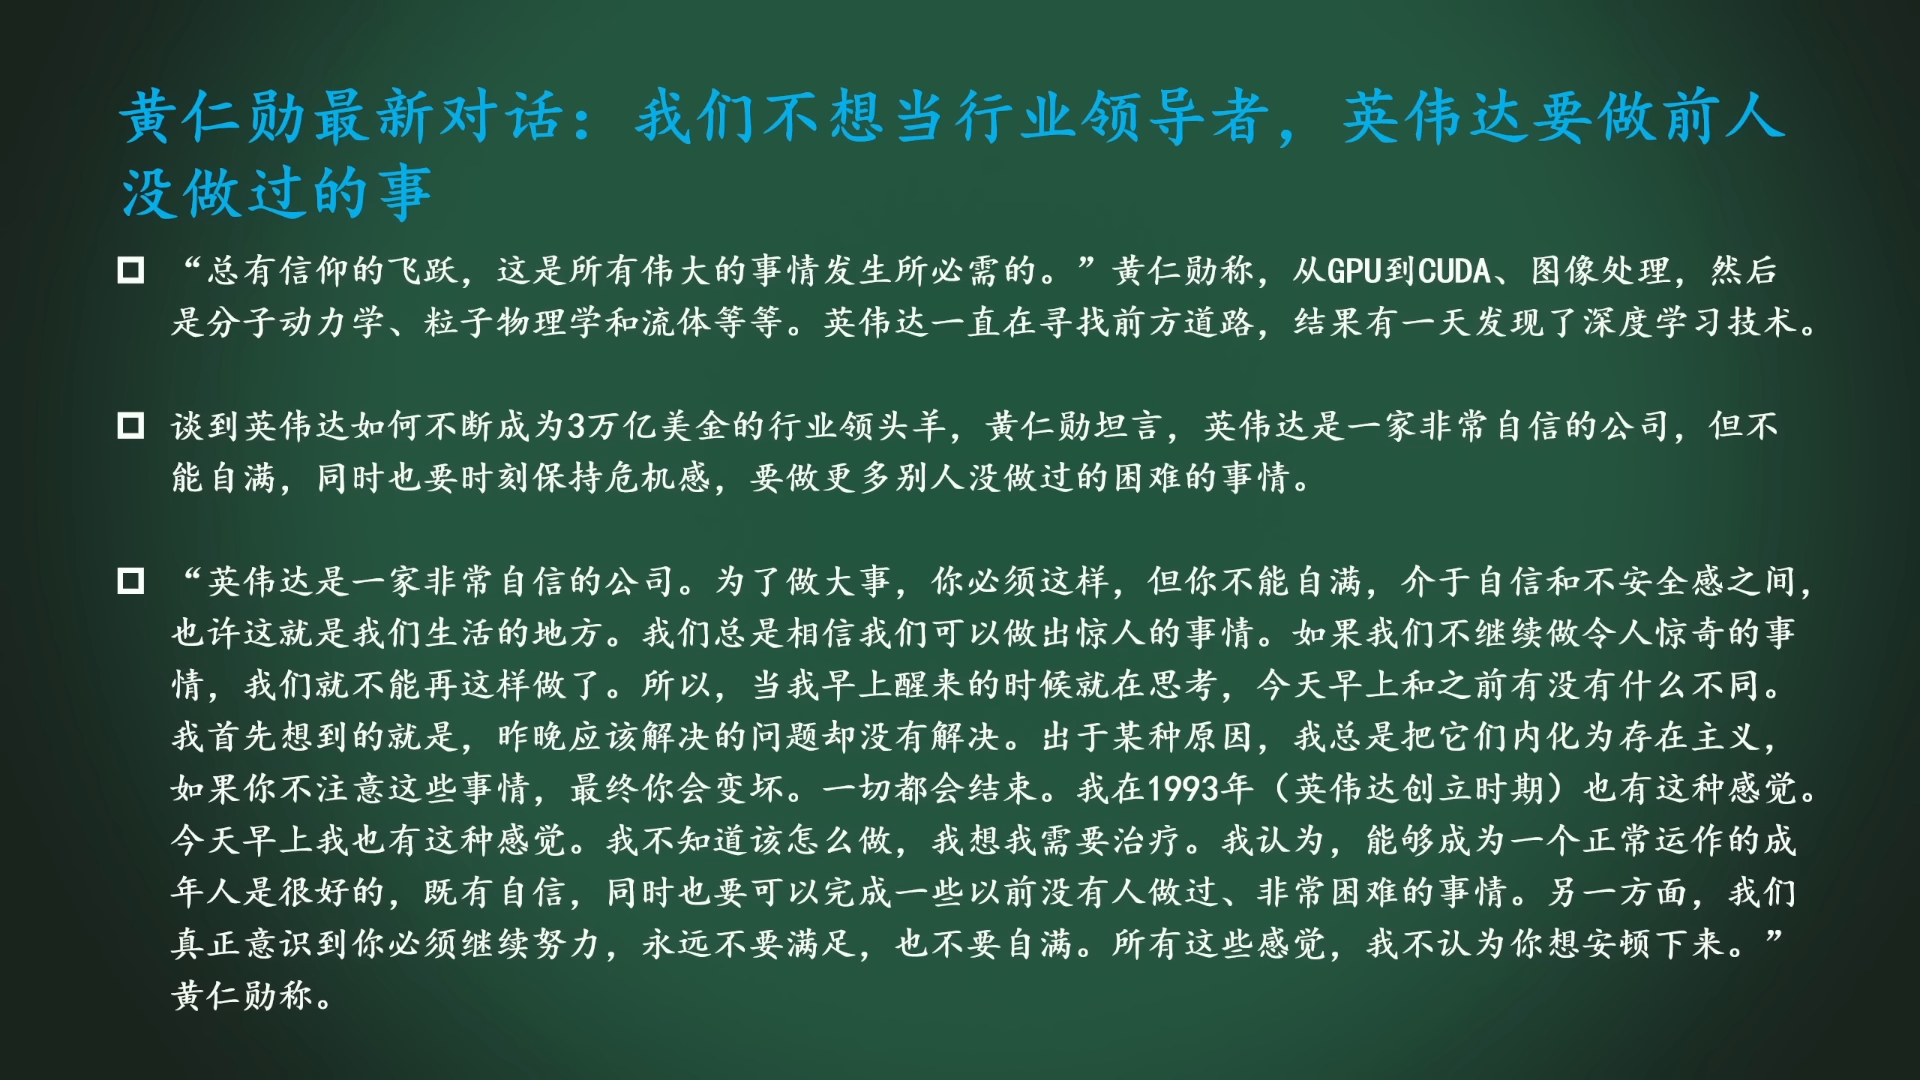 黄仁勋最新对话：我们不想当行业领导者，英伟达要做前人
没做过的事
“总有信仰的飞跃，这是所有伟大的事情发生所必需的。”黄仁勋称，从GPU到CUDA、图像处理，然后
是分子动力学、粒子物理学和流体等等。英伟达一直在寻找前方道路，结果有一天发现了深度学习技术。
谈到英伟达如何不断成为3万亿美金的行业领头羊，黄仁勋坦言，英伟达是一家非常自信的公司，但不
能自满，同时也要时刻保持危机感，要做更多别人没做过的困难的事情。
“英伟达是一家非常自信的公司。为了做大事，你必须这样，但你不能自满，介于自信和不安全感之间，
也许这就是我们生活的地方。我们总是相信我们可以做出惊人的事情。如果我们不继续做令人惊奇的事
情，我们就不能再这样做了。所以，当我早上醒来的时候就在思考，今天早上和之前有没有什么不同。
我首先想到的就是，昨晚应该解决的问题却没有解决。出于某种原因，我总是把它们内化为存在主义，
如果你不注意这些事情，最终你会变坏。一切都会结束。我在1993年（英伟达创立时期）也有这种感觉。
今天早上我也有这种感觉。我不知道该怎么做，我想我需要治疗。我认为，能够成为一个正常运作的成
年人是很好的，既有自信，同时也要可以完成一些以前没有人做过、非常困难的事情。另一方面，我们
真正意识到你必须继续努力，永远不要满足，也不要自满。所有这些感觉，我不认为你想安顿下来。”
黄仁勋称。